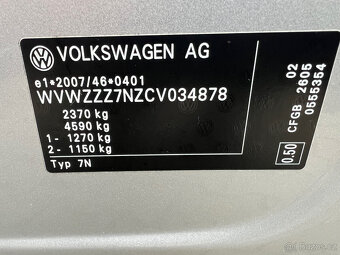 VOLKSWAGEN AG
e1*2007/46*0401
WVWZZZ7NZCV034878
2370 kg
4590 kg
1- 1270 kg
2- 1150 kg
Typ 7N
02
CFGB 2605
0555354
0.50